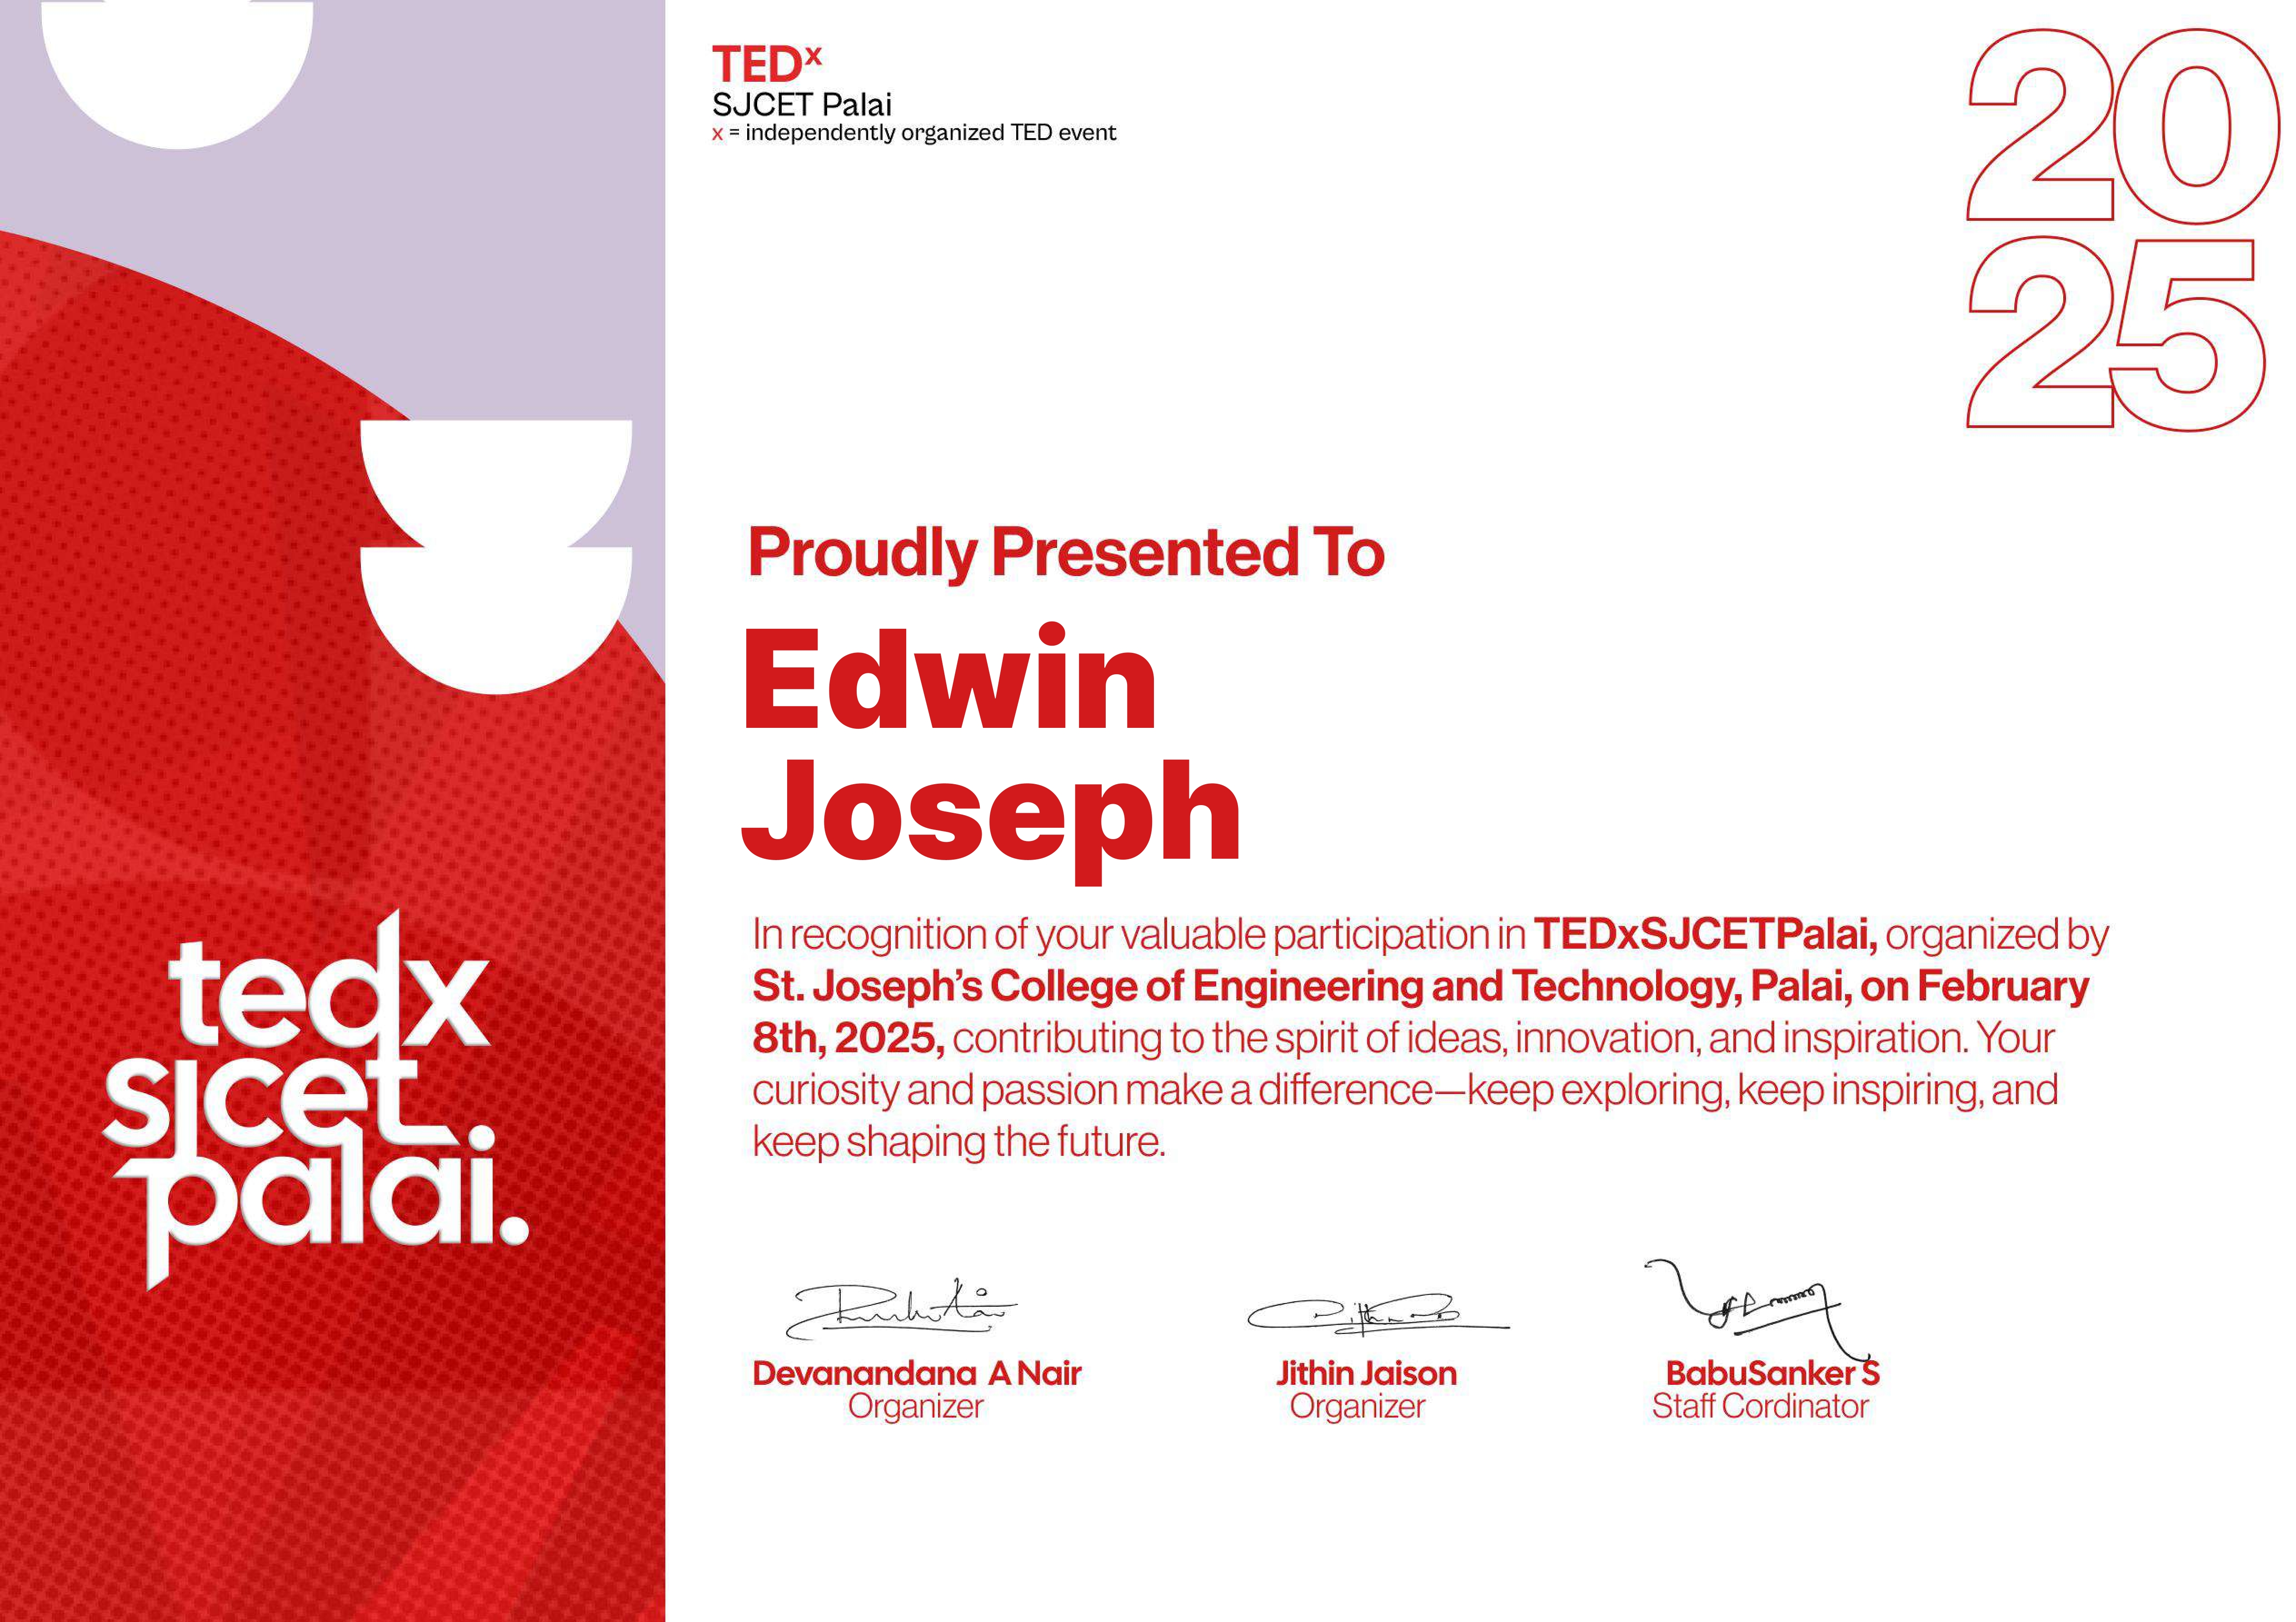 TEDx
SJCET Palai
x = independently organized TED event
20
25
Proudly Presented To
Edwin
Joseph
In recognition of your valuable participation in TEDxSJCETPalai, organized by
St. Joseph’s College of Engineering and Technology, Palai, on February
8th, 2025, contributing to the spirit of ideas, innovation, and inspiration. Your
curiosity and passion make a difference—keep exploring, keep inspiring, and
keep shaping the future.
tedx
sjcet
palai.
Devanandana A Nair
Organizer
Jithin Jaison
Organizer
BabuSanker S
Staff Cordinator